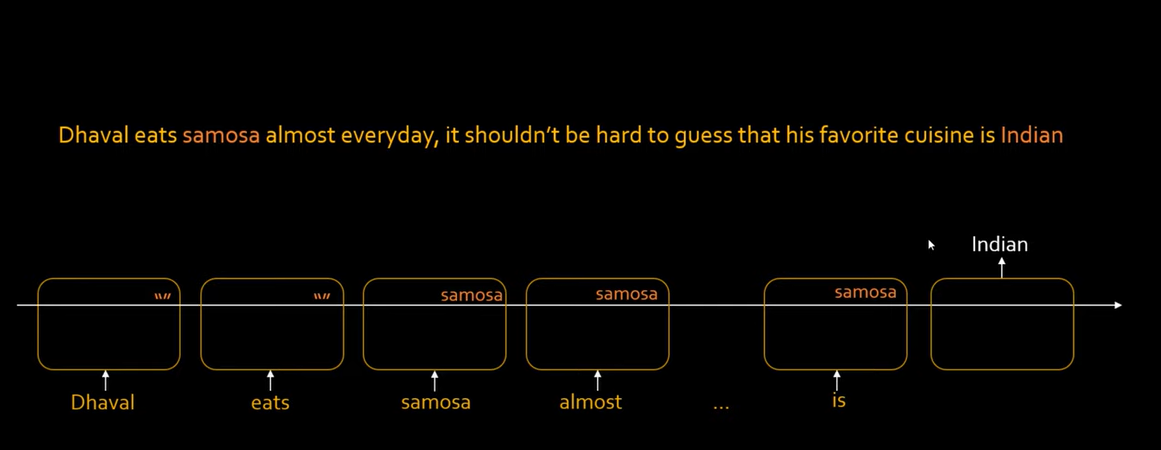 Dhaval eats samosa almost everyday, it shouldn't be hard to guess that his favorite cuisine is Indian
Indian
"" "" samosa samosa samosa
Dhaval eats samosa almost ... is